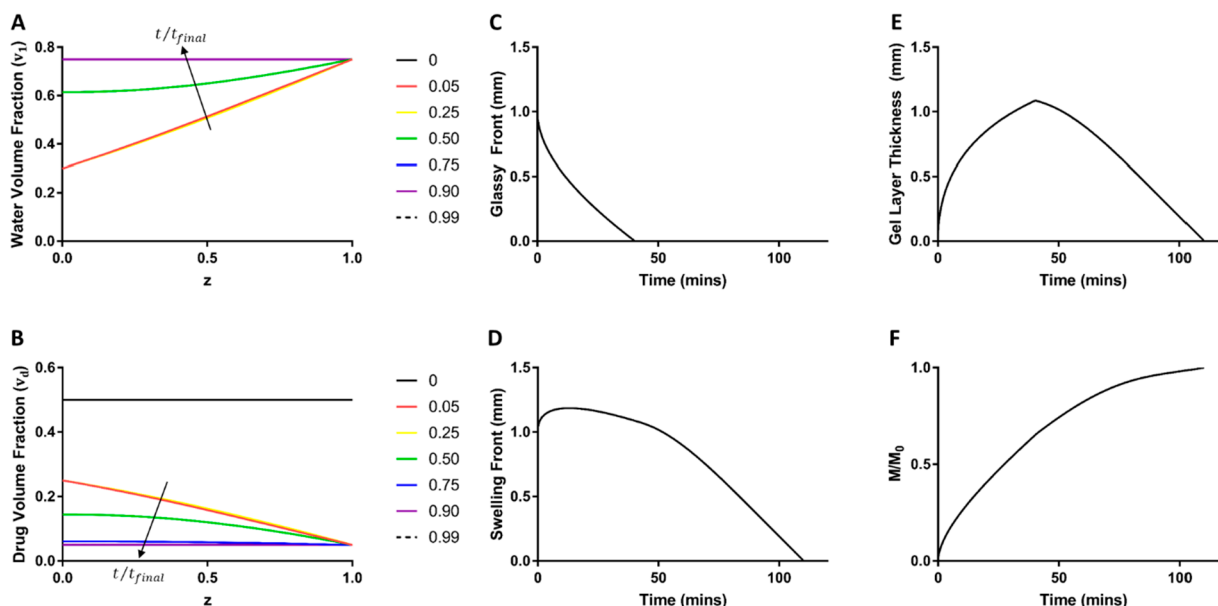 A
t/t_final
Water Volume Fraction (v₁)
0.8
0.6
0.4
0.2
0.0
0.0 0.5 1.0
z
0
0.05
0.25
0.50
0.75
0.90
0.99
C
Glassy Front (mm)
1.5
1.0
0.5
0.0
0 50 100
Time (mins)
E
Gel Layer Thickness (mm)
1.5
1.0
0.5
0.0
0 50 100
Time (mins)
B
Drug Volume Fraction (v_d)
0.6
0.4
0.2
0.0
t/t_final
0.0 0.5 1.0
z
0
0.05
0.25
0.50
0.75
0.90
0.99
D
Swelling Front (mm)
1.5
1.0
0.5
0.0
0 50 100
Time (mins)
F
M/M₀
1.0
0.5
0.0
0 50 100
Time (mins)